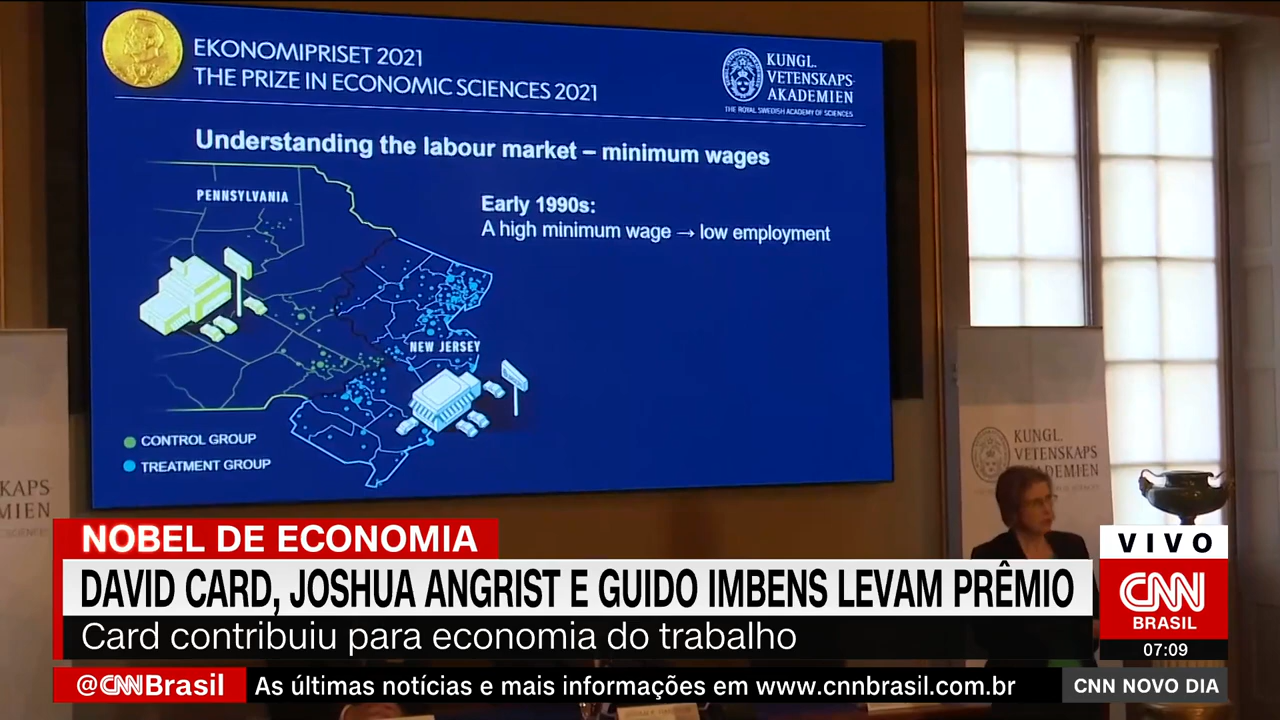 EKONOMIPRISET 2021
THE PRIZE IN ECONOMIC SCIENCES 2021
KUNGL.
VETENSKAPS-
AKADEMIEN
THE ROYAL SWEDISH ACADEMY OF SCIENCES
Understanding the labour market – minimum wages
PENNSYLVANIA
Early 1990s:
A high minimum wage → low employment
NEW JERSEY
CONTROL GROUP
TREATMENT GROUP
KAPS
MIEN
KUNGL.
VETENSKAPS
AKADEMIEN
NOBEL DE ECONOMIA
DAVID CARD, JOSHUA ANGRIST E GUIDO IMBENS LEVAM PRÊMIO
Card contribuiu para economia do trabalho
VIVO
CNN
BRASIL
07:09
@CNNBrasil
As últimas notícias e mais informações em www.cnnbrasil.com.br
CNN NOVO DIA